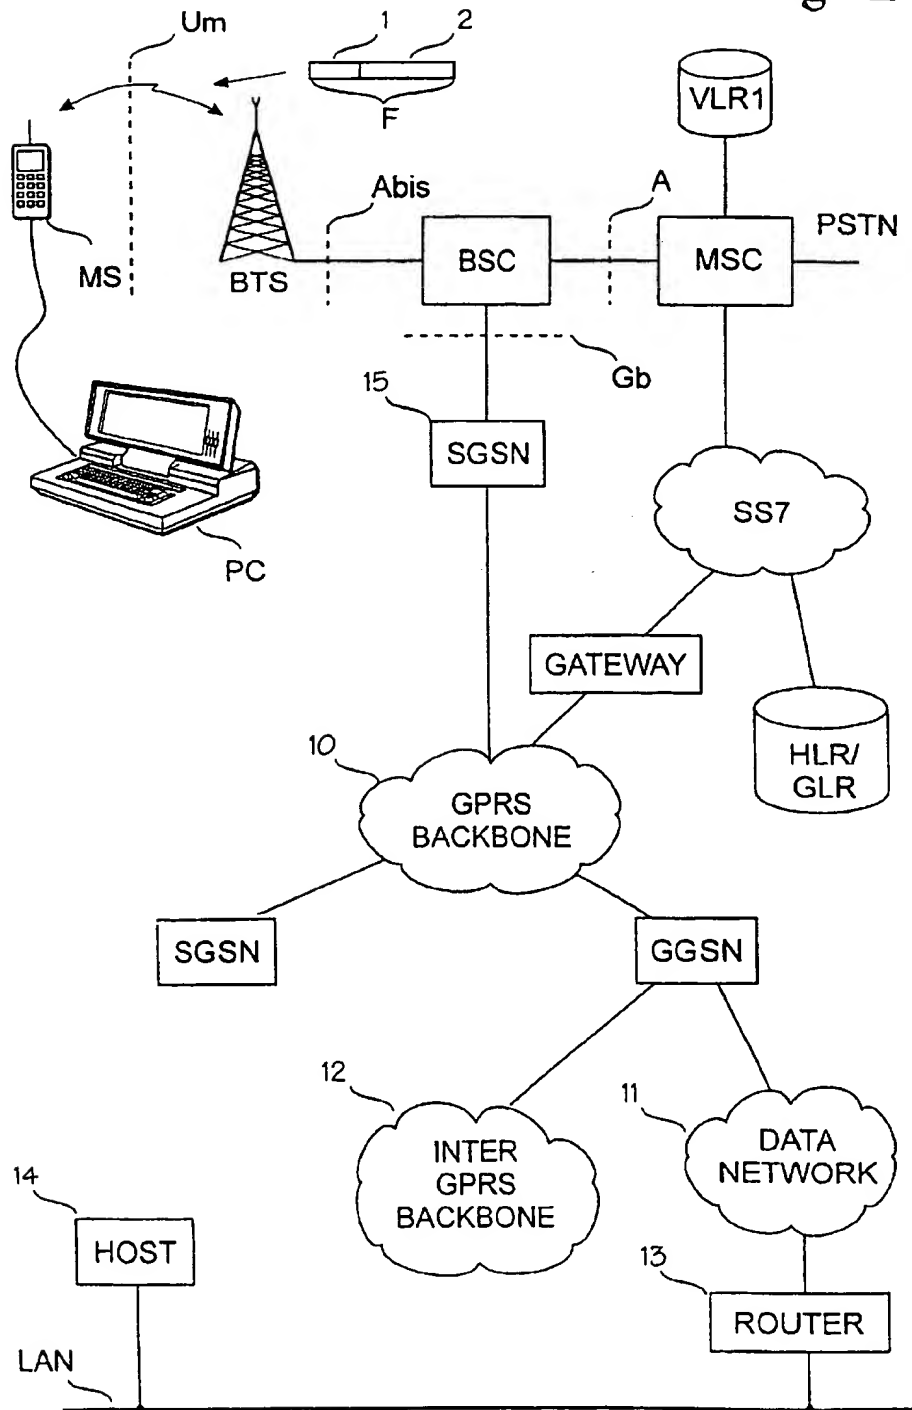 Um
1
2
F
VLR1
Abis
A
PSTN
MS
BTS
BSC
MSC
Gb
15
SGSN
SS7
PC
GATEWAY
10
HLR/
GLR
GPRS
BACKBONE
SGSN
GGSN
12
11
INTER
GPRS
BACKBONE
DATA
NETWORK
14
HOST
13
ROUTER
LAN